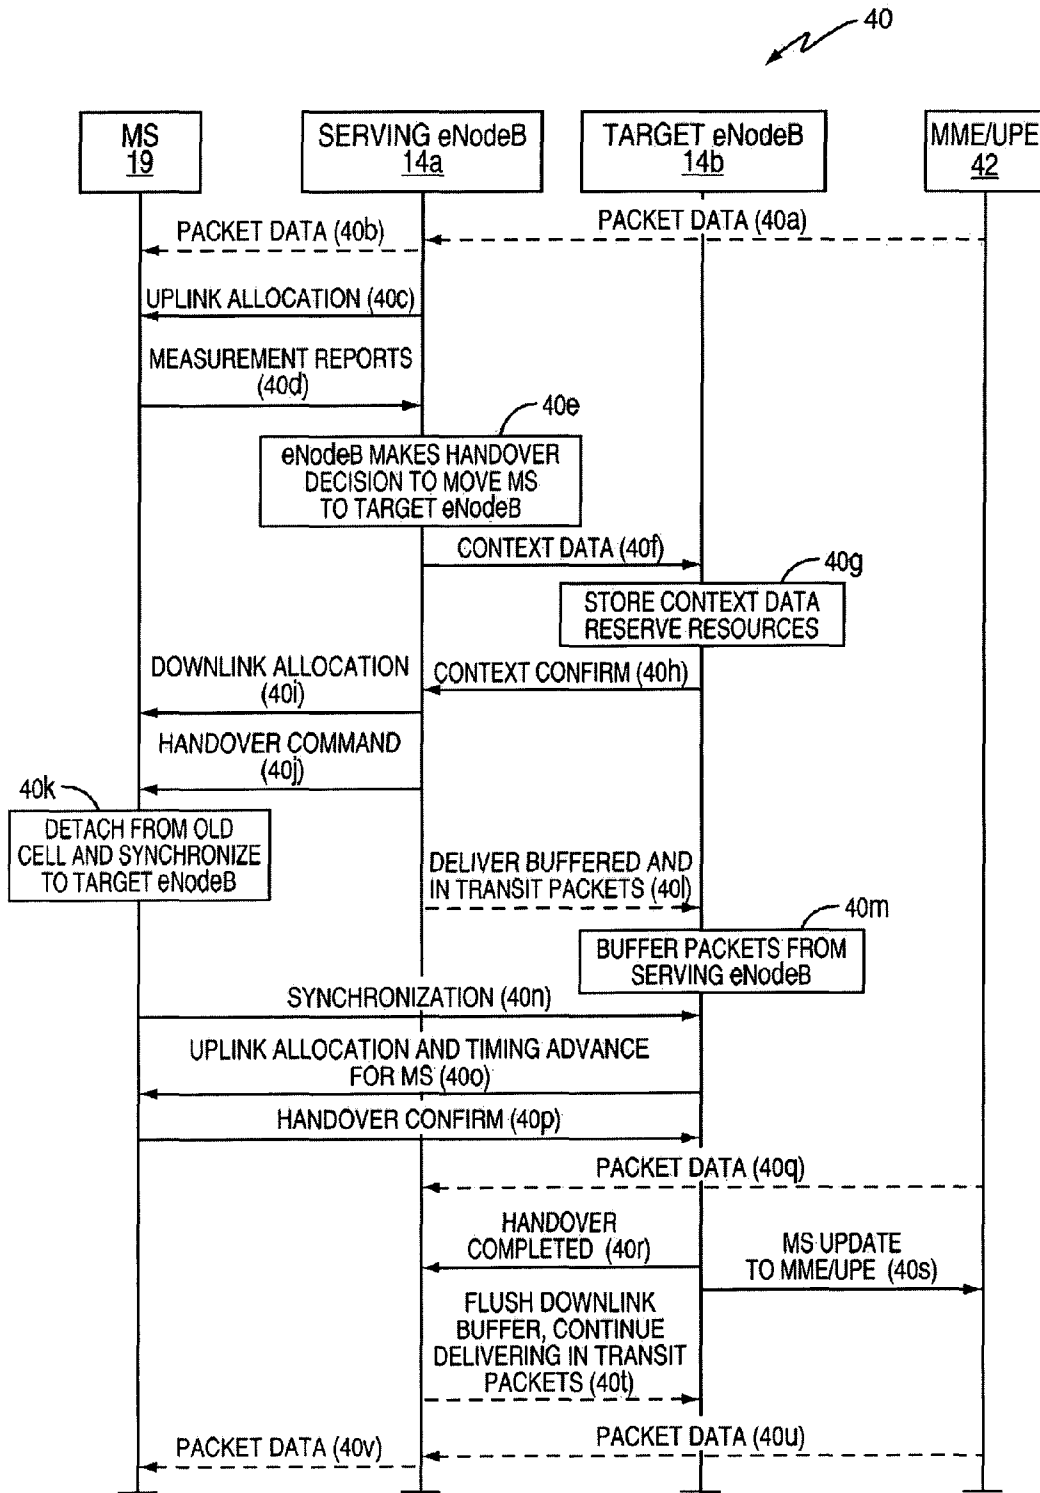 40
MS
19
SERVING eNodeB
14a
TARGET eNodeB
14b
MME/UPE
42
PACKET DATA (40b)
PACKET DATA (40a)
UPLINK ALLOCATION (40c)
MEASUREMENT REPORTS
(40d)
40e
eNodeB MAKES HANDOVER
DECISION TO MOVE MS
TO TARGET eNodeB
CONTEXT DATA (40f)
40g
STORE CONTEXT DATA
RESERVE RESOURCES
DOWNLINK ALLOCATION
(40i)
CONTEXT CONFIRM (40h)
HANDOVER COMMAND
(40j)
40k
DETACH FROM OLD
CELL AND SYNCHRONIZE
TO TARGET eNodeB
DELIVER BUFFERED AND
IN TRANSIT PACKETS (40l)
40m
BUFFER PACKETS FROM
SERVING eNodeB
SYNCHRONIZATION (40n)
UPLINK ALLOCATION AND TIMING ADVANCE
FOR MS (40o)
HANDOVER CONFIRM (40p)
PACKET DATA (40q)
HANDOVER
COMPLETED (40r)
MS UPDATE
TO MME/UPE (40s)
FLUSH DOWNLINK
BUFFER, CONTINUE
DELIVERING IN TRANSIT
PACKETS (40t)
PACKET DATA (40v)
PACKET DATA (40u)